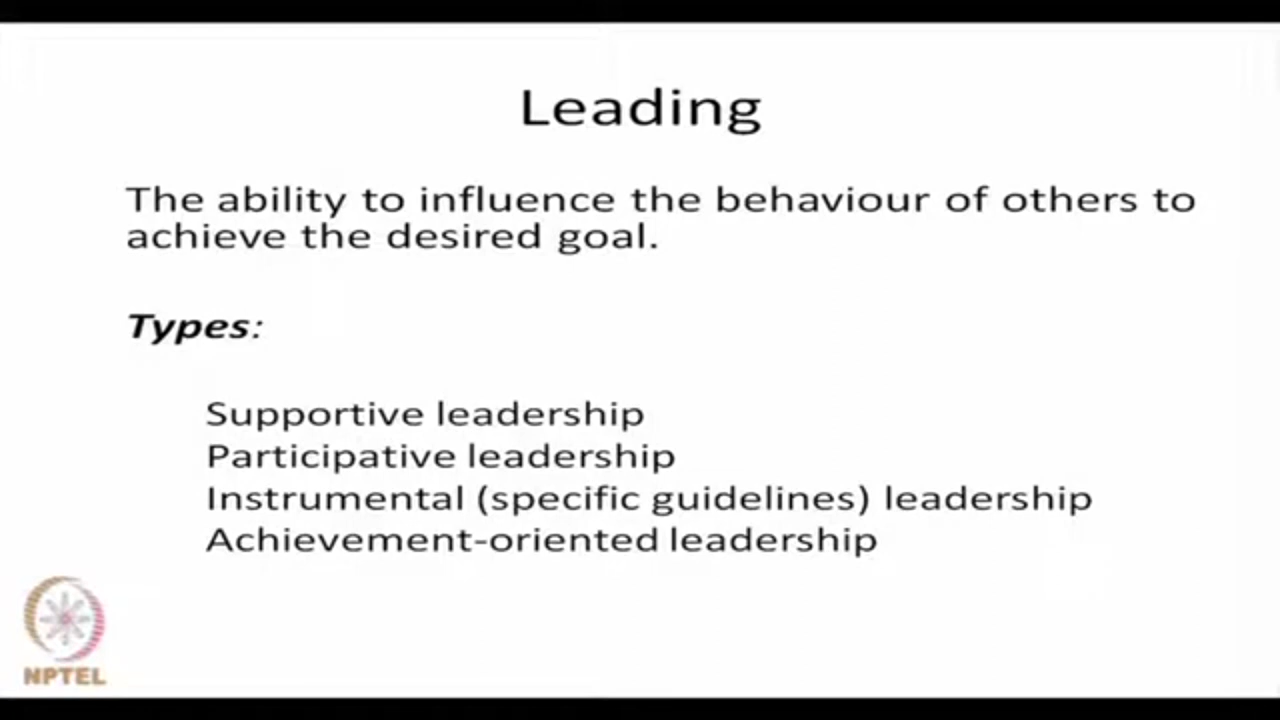 Leading
The ability to influence the behaviour of others to
achieve the desired goal.
Types:
Supportive leadership
Participative leadership
Instrumental (specific guidelines) leadership
Achievement-oriented leadership
NPTEL